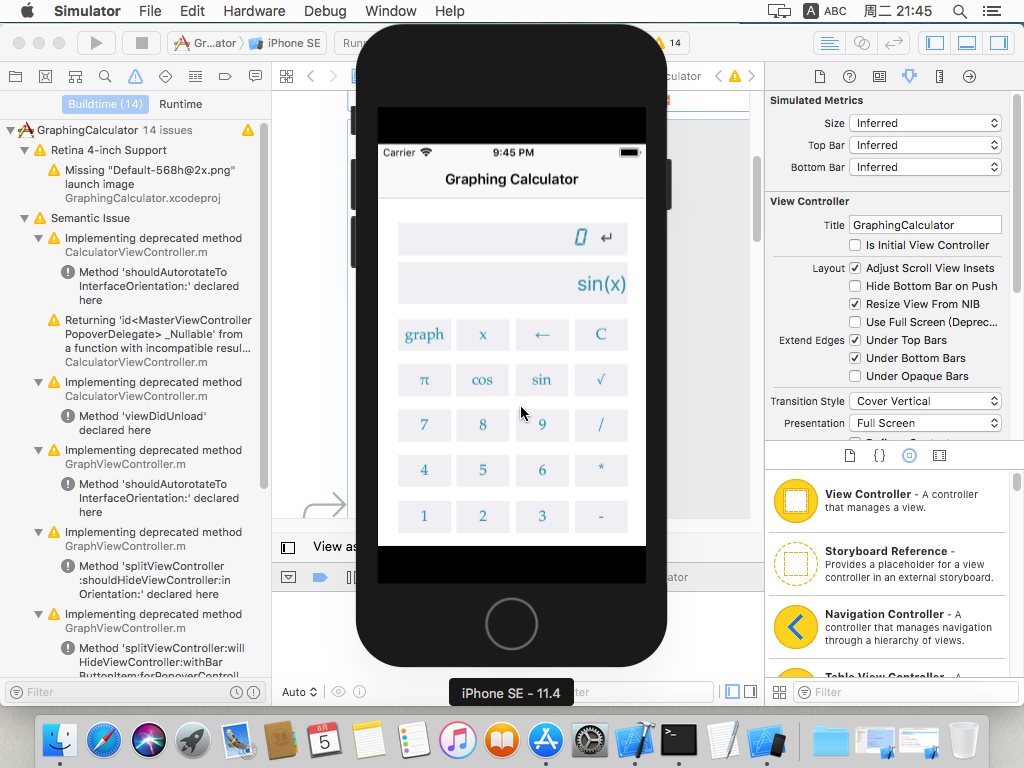 Simulator File Edit Hardware Debug Window Help
A ABC 周二 21:45
Gr...ator iPhone SE
14
Buildtime (14) Runtime
GraphingCalculator 14 issues
Retina 4-inch Support
Missing "Default-568h@2x.png"
launch image
GraphingCalculator.xcodeproj
Semantic Issue
Implementing deprecated method
CalculatorViewController.m
Method 'shouldAutorotateTo
InterfaceOrientation:' declared
here
Returning 'id<MasterViewController
PopoverDelegate> _Nullable' from
a function with incompatible resul...
CalculatorViewController.m
Implementing deprecated method
CalculatorViewController.m
Method 'viewDidUnload'
declared here
Implementing deprecated method
GraphViewController.m
Method 'shouldAutorotateTo
InterfaceOrientation:' declared
here
Implementing deprecated method
GraphViewController.m
Method 'splitViewController
:shouldHideViewController:in
Orientation:' declared here
Implementing deprecated method
GraphViewController.m
Method 'splitViewController:will
HideViewController:withBar
ButtonItem:forPopoverControll
Filter
Carrier 9:45 PM
Graphing Calculator
0 ↵
sin(x)
graph x ← C
π cos sin √
7 8 9 /
4 5 6 *
1 2 3 -
View as
Auto
iPhone SE - 11.4
Simulated Metrics
Size Inferred
Top Bar Inferred
Bottom Bar Inferred
View Controller
Title GraphingCalculator
Is Initial View Controller
Layout Adjust Scroll View Insets
Hide Bottom Bar on Push
Resize View From NIB
Use Full Screen (Deprec...
Extend Edges Under Top Bars
Under Bottom Bars
Under Opaque Bars
Transition Style Cover Vertical
Presentation Full Screen
View Controller - A controller
that manages a view.
Storyboard Reference -
Provides a placeholder for a
view controller in an external storyboard.
Navigation Controller - A
controller that manages navigation
through a hierarchy of views.
Table View Controller - A
Filter
6月
5